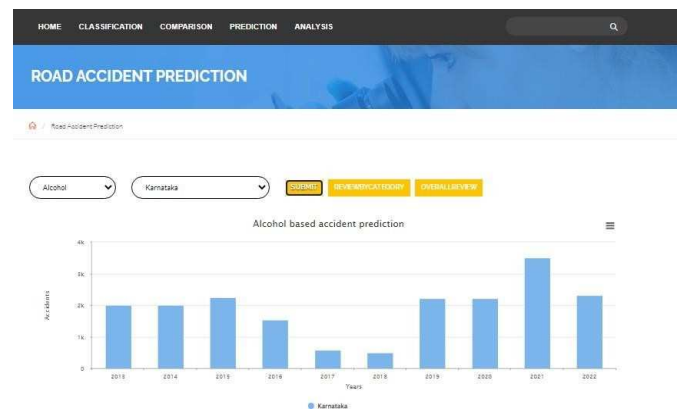 HOME CLASSIFICATION COMPARISON PREDICTION ANALYSIS
ROAD ACCIDENT PREDICTION
/ Road Accident Prediction
Alcohol Karnataka SUBMIT REVIEWBYCATEGORY OVERALLREVIEW
Alcohol based accident prediction
4k
3k
2k
1k
0
Accidents
2013 2014 2015 2016 2017 2018 2019 2020 2021 2022
Years
Karnataka